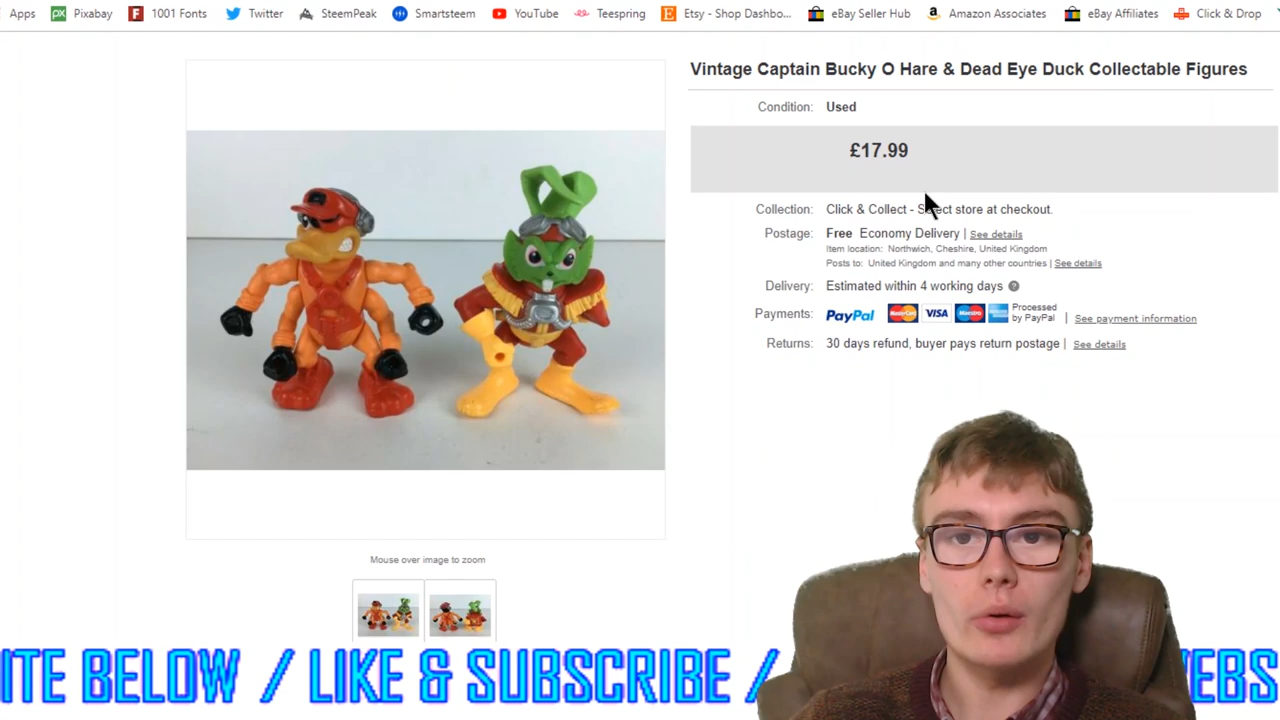 Apps Pixabay 1001 Fonts Twitter SteemPeak Smartsteem YouTube Teespring Etsy - Shop Dashbo... eBay Seller Hub Amazon Associates eBay Affiliates Click & Drop
Vintage Captain Bucky O Hare & Dead Eye Duck Collectable Figures
Condition: Used
£17.99
Collection: Click & Collect - Select store at checkout.
Postage: Free Economy Delivery | See details
Item location: Northwich, Cheshire, United Kingdom
Posts to: United Kingdom and many other countries | See details
Delivery: Estimated within 4 working days
Payments: PayPal MasterCard VISA Maestro Processed by PayPal | See payment information
Returns: 30 days refund, buyer pays return postage | See details
Mouse over image to zoom
ITE BELOW / LIKE & SUBSCRIBE / WEBS